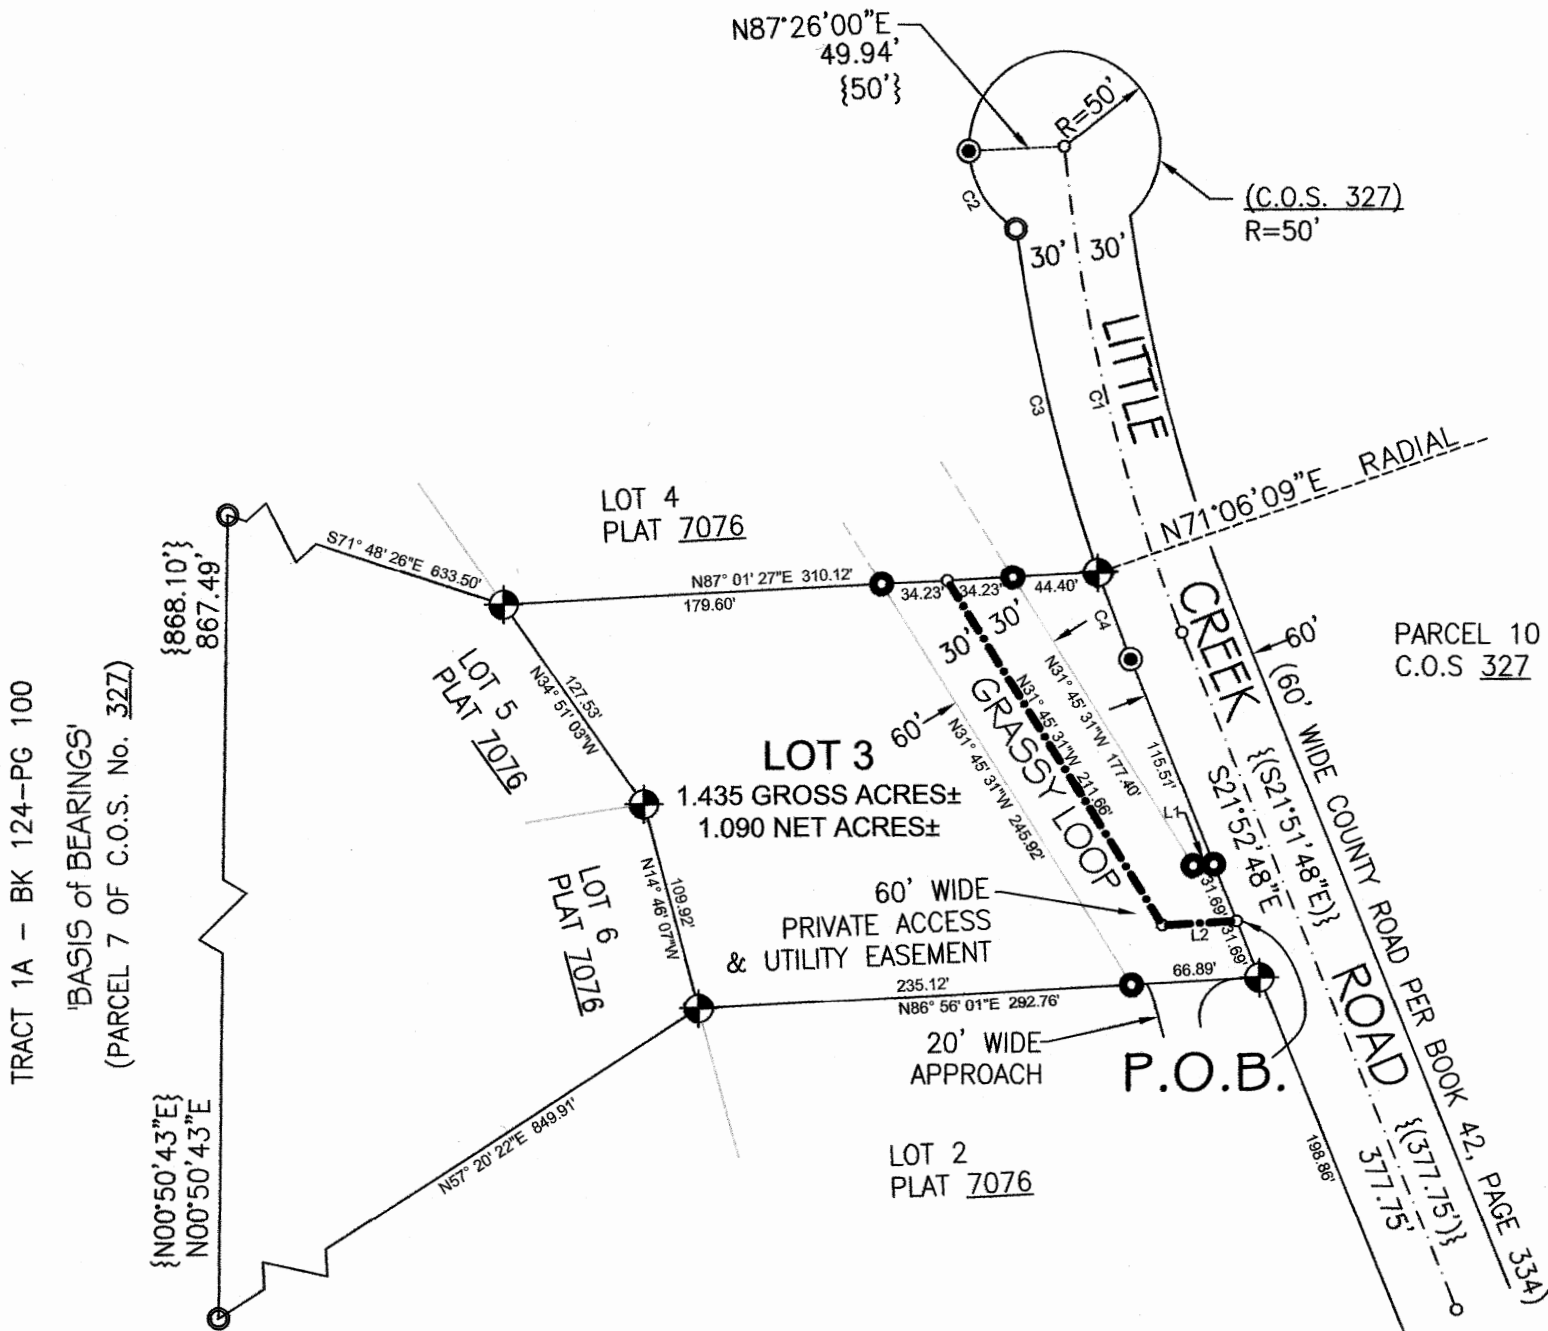 N87°26'00"E
49.94'
{50'}
R=50'
(C.O.S. 327)
R=50'
C2
30' 30'
LITTLE
C3
C1
N71°06'09"E RADIAL
LOT 4
PLAT 7076
S71° 48' 26"E 633.50'
N87° 01' 27"E 310.12'
179.60'
34.23'
34.23'
44.40'
{868.10'}
867.49'
30' 30'
C4
CREEK
60'
PARCEL 10
C.O.S 327
TRACT 1A - BK 124-PG 100
'BASIS of BEARINGS'
(PARCEL 7 OF C.O.S. No. 327)
LOT 5
PLAT 7076
127.53'
N34° 51' 03"W
60'
GRASSY LOOP
N31° 45' 31"W 245.92'
N31° 45' 31"W 211.66'
N31° 45' 31"W 177.40'
115.51'
L1
LOT 3
1.435 GROSS ACRES±
1.090 NET ACRES±
{(S21°51'48"E)}
S21°52'48"E
(60' WIDE COUNTY ROAD PER BOOK 42, PAGE 334)
LOT 6
PLAT 7076
109.92'
N14° 46' 07"W
60' WIDE
PRIVATE ACCESS
& UTILITY EASEMENT
31.69'
L2
31.69'
235.12'
66.89'
N86° 56' 01"E 292.76'
20' WIDE
APPROACH
P.O.B.
ROAD
{(377.75')}
377.75'
198.86'
{N00°50'43"E}
N00°50'43"E
N57° 20' 22"E 849.91'
LOT 2
PLAT 7076